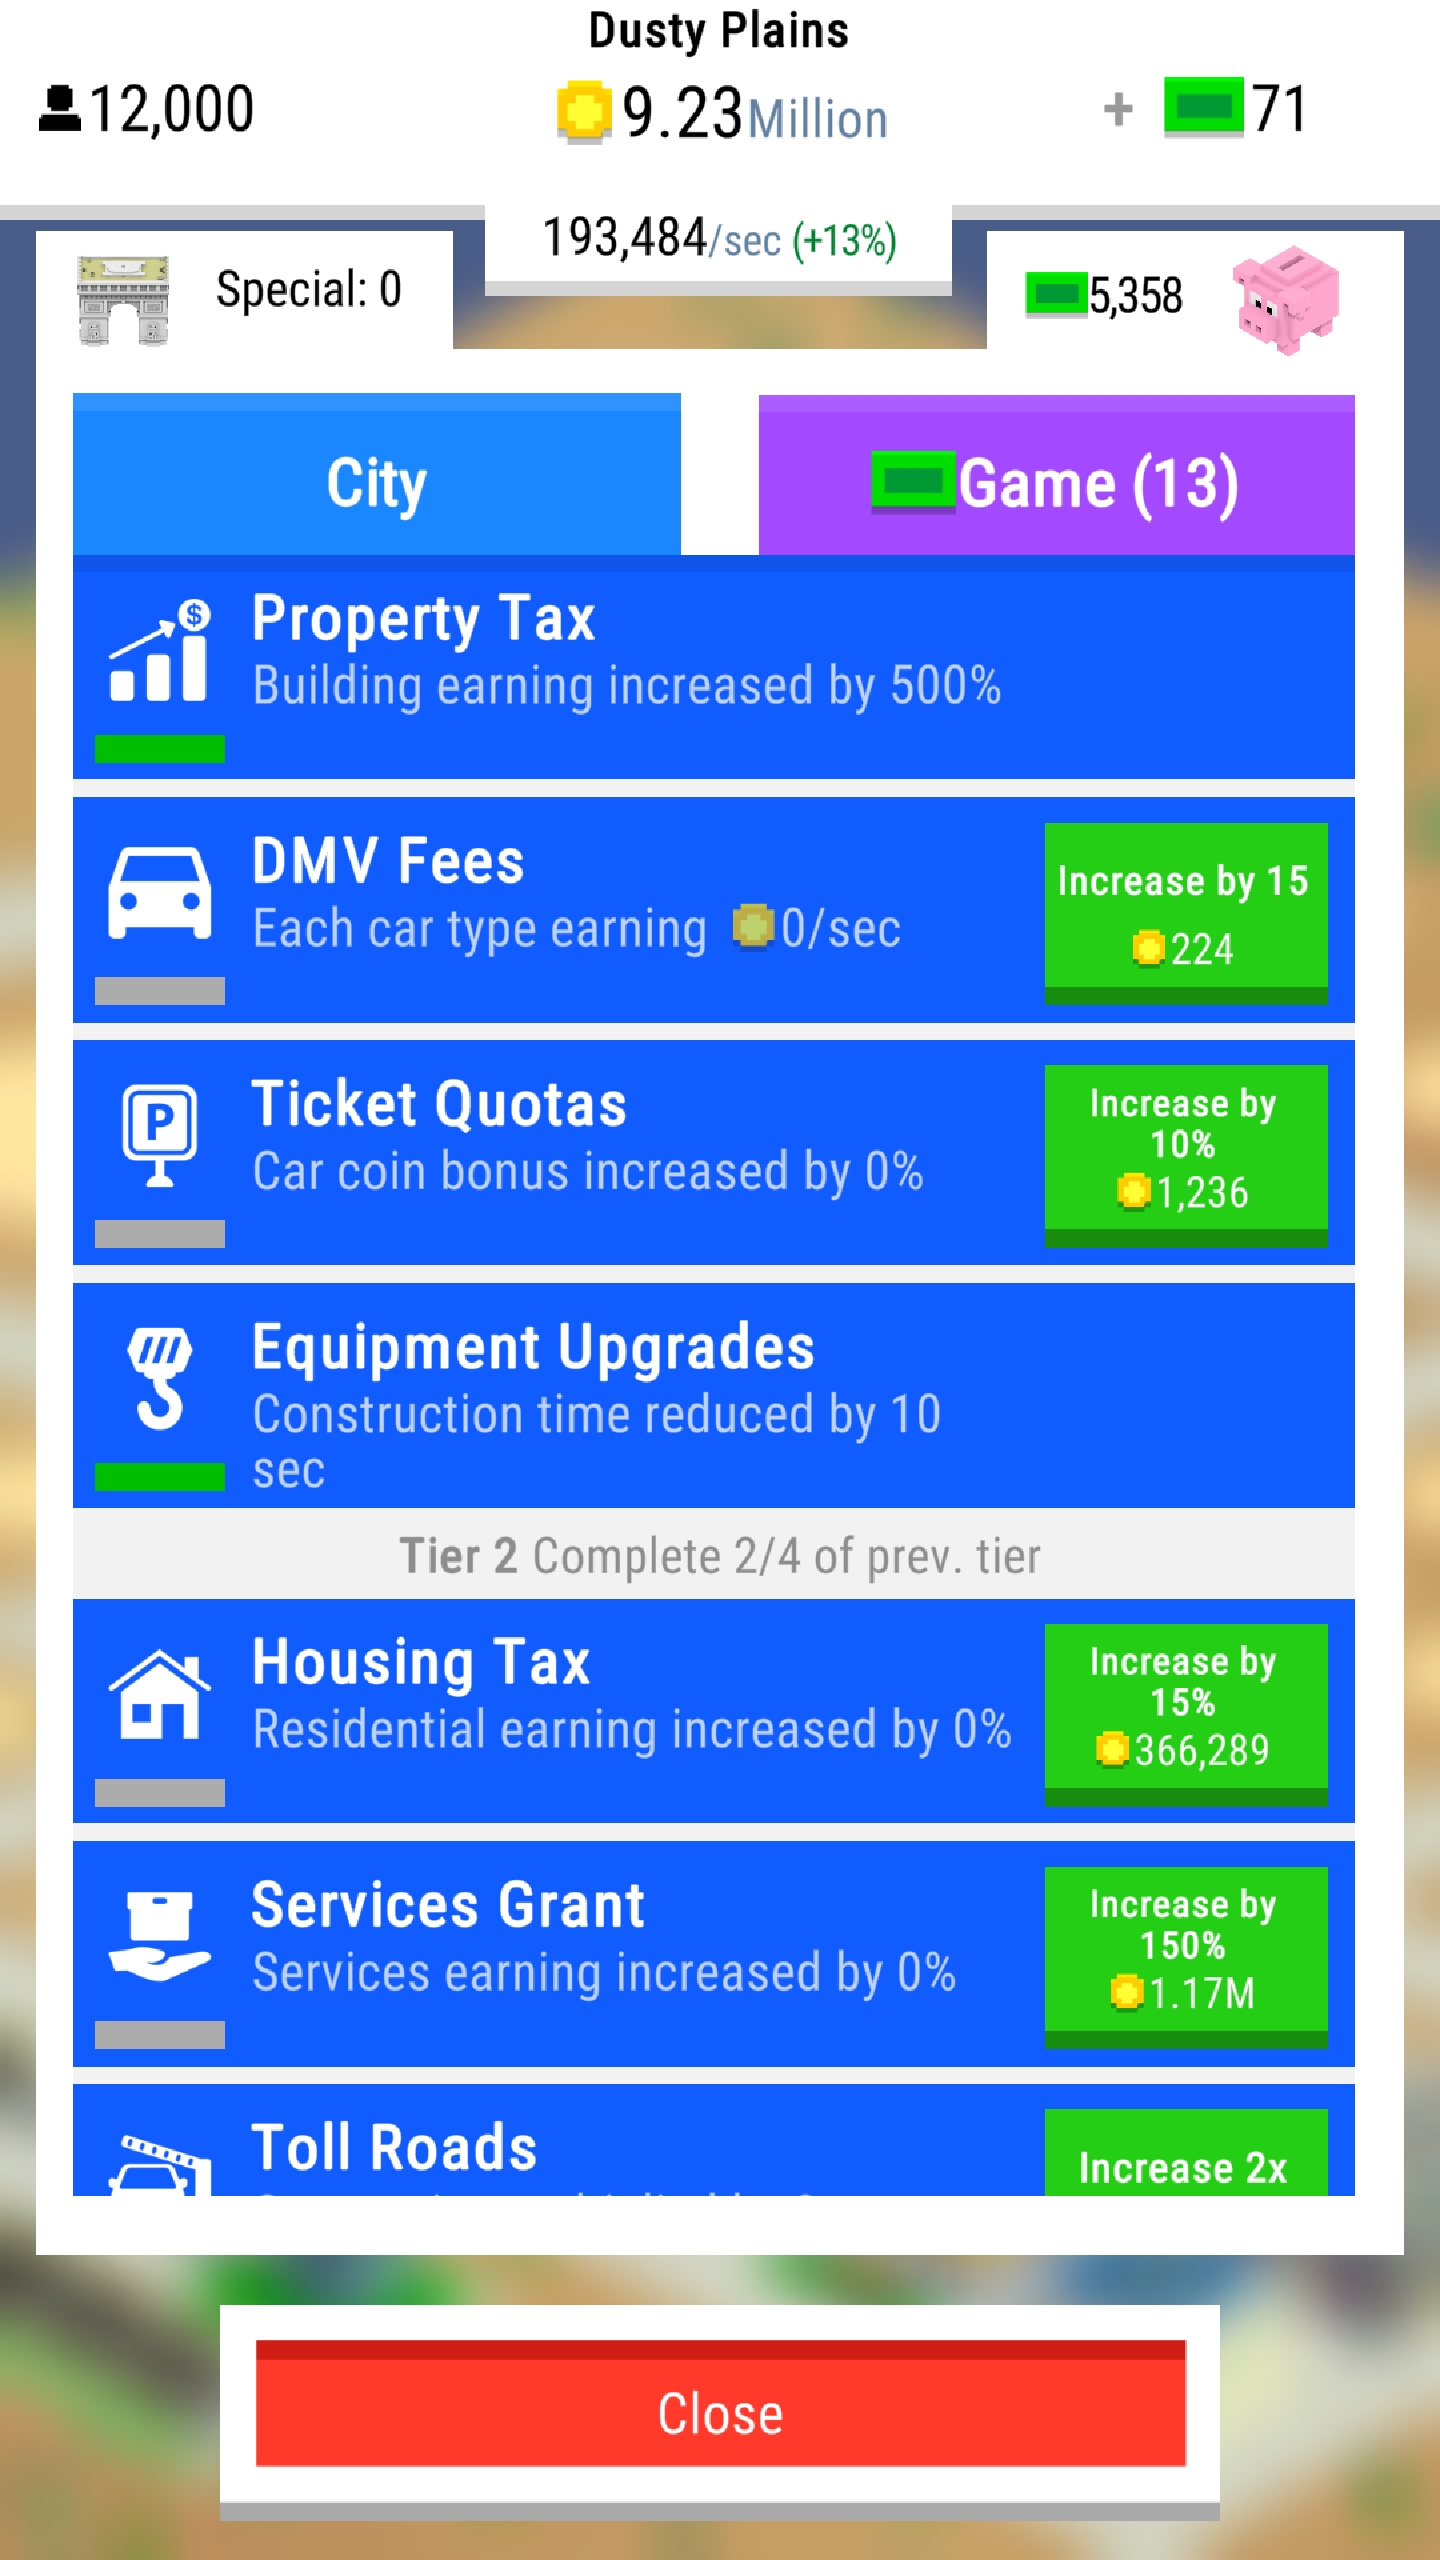 Dusty Plains
12,000
9.23Million
+ 71
193,484/sec (+13%)
Special: 0
5,358
City
Game (13)
Property Tax
Building earning increased by 500%
DMV Fees
Each car type earning 0/sec
Increase by 15
224
Ticket Quotas
Car coin bonus increased by 0%
Increase by
10%
1,236
Equipment Upgrades
Construction time reduced by 10
sec
Tier 2 Complete 2/4 of prev. tier
Housing Tax
Residential earning increased by 0%
Increase by
15%
366,289
Services Grant
Services earning increased by 0%
Increase by
150%
1.17M
Toll Roads
Increase 2x
Close